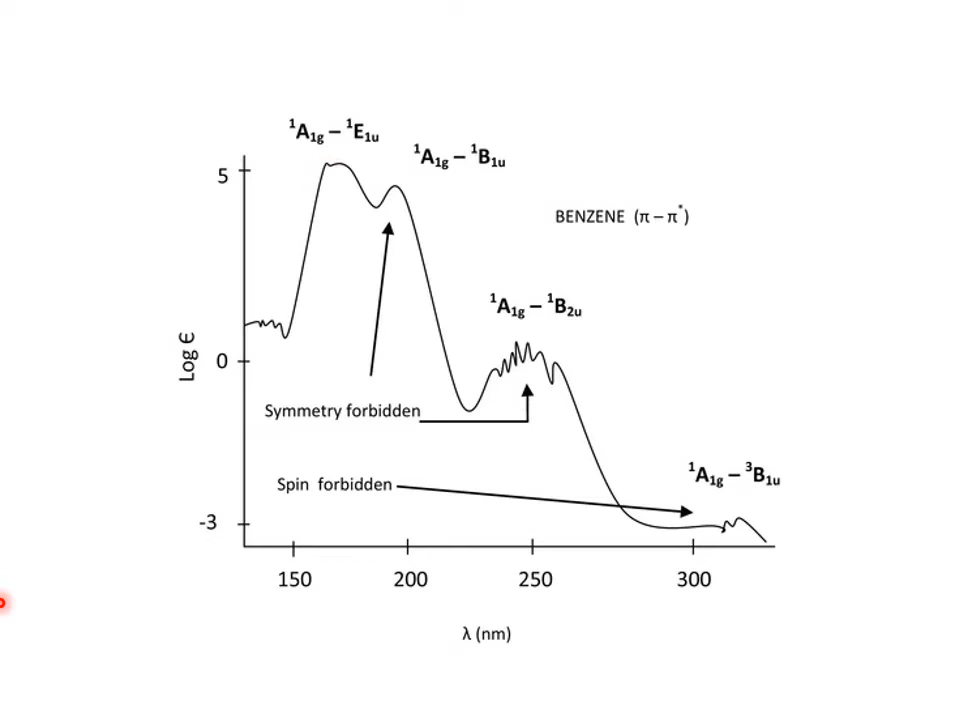 ¹A₁g – ¹E₁u
¹A₁g – ¹B₁u
5
BENZENE (π – π*)
¹A₁g – ¹B₂u
Log Є
0
Symmetry forbidden
¹A₁g – ³B₁u
Spin forbidden
-3
150 200 250 300
λ (nm)